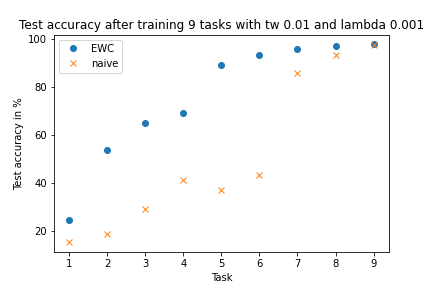 Test accuracy after training 9 tasks with tw 0.01 and lambda 0.001
EWC
naive
Test accuracy in %
100
80
60
40
20
1 2 3 4 5 6 7 8 9
Task